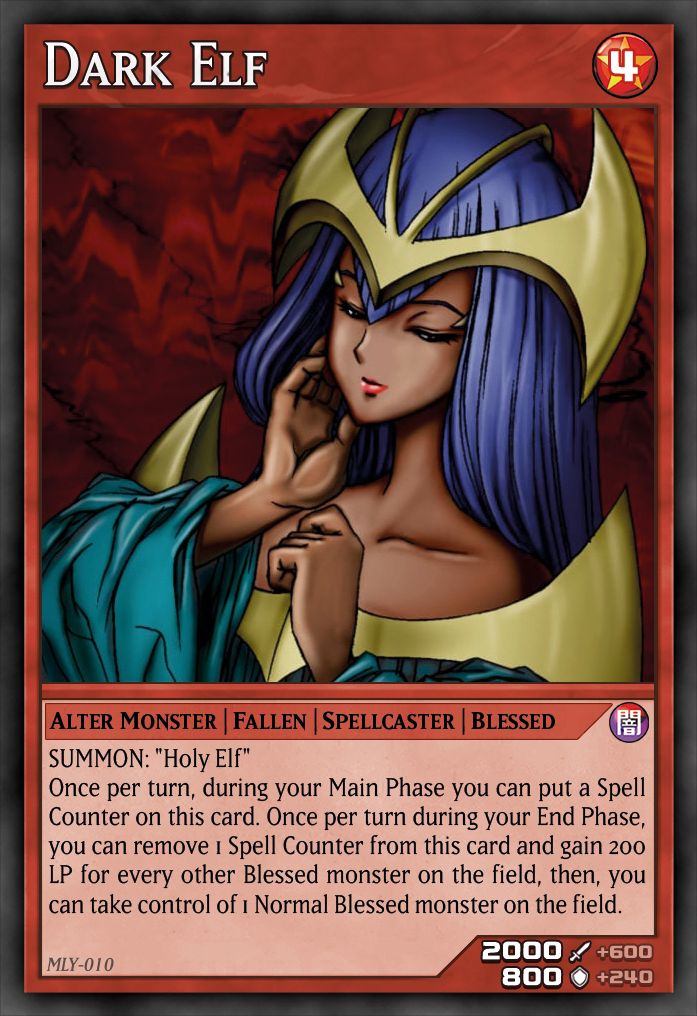 DARK ELF
4
ALTER MONSTER | FALLEN | SPELLCASTER | BLESSED
闇
SUMMON: "Holy Elf"
Once per turn, during your Main Phase you can put a Spell
Counter on this card. Once per turn during your End Phase,
you can remove 1 Spell Counter from this card and gain 200
LP for every other Blessed monster on the field, then, you
can take control of 1 Normal Blessed monster on the field.
2000 +600
MLY-010
800 +240